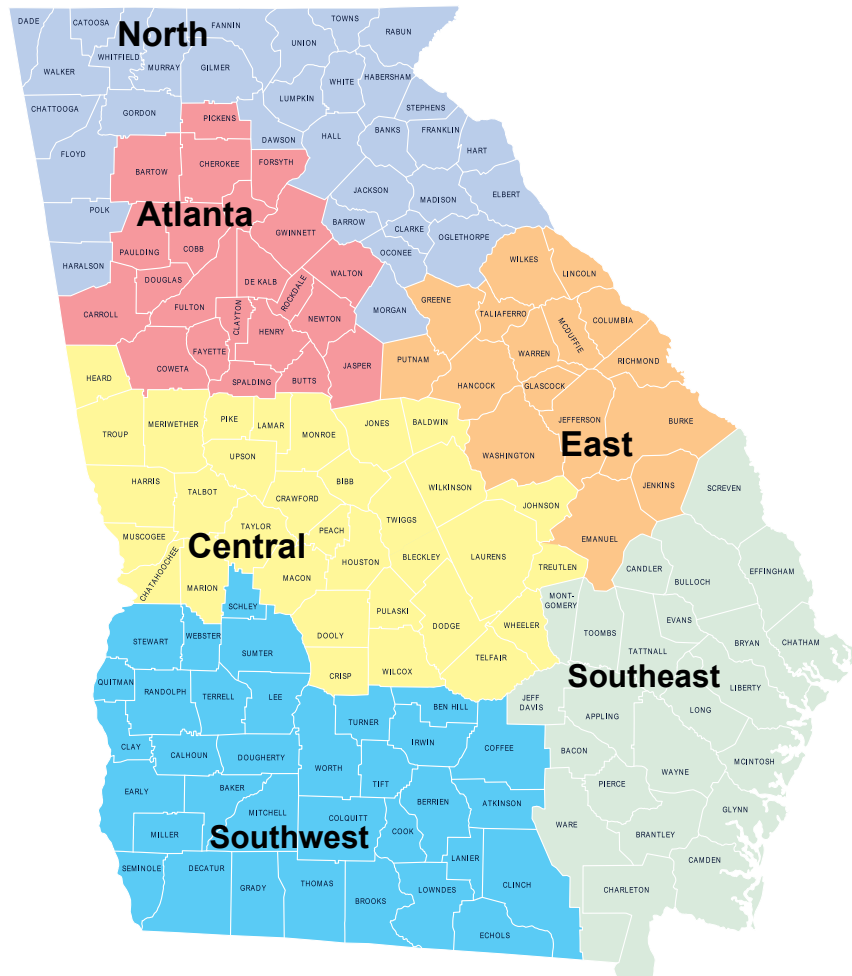 North
DADE
CATOOSA
FANNIN
TOWNS
RABUN
UNION
WHITFIELD
MURRAY
GILMER
WALKER
WHITE
HABERSHAM
CHATTOOGA
GORDON
LUMPKIN
STEPHENS
PICKENS
DAWSON
HALL
BANKS
FRANKLIN
HART
FLOYD
BARTOW
CHEROKEE
FORSYTH
JACKSON
MADISON
ELBERT
POLK
Atlanta
GWINNETT
BARROW
CLARKE
OGLETHORPE
PAULDING
COBB
OCONEE
HARALSON
DOUGLAS
DE KALB
ROCKDALE
WALTON
WILKES
LINCOLN
CARROLL
FULTON
CLAYTON
HENRY
NEWTON
MORGAN
GREENE
TALIAFERRO
MCDUFFIE
COLUMBIA
FAYETTE
COWETA
SPALDING
BUTTS
JASPER
PUTNAM
WARREN
RICHMOND
HEARD
HANCOCK
GLASCOCK
TROUP
MERIWETHER
PIKE
LAMAR
MONROE
JONES
BALDWIN
JEFFERSON
BURKE
UPSON
WASHINGTON
East
HARRIS
TALBOT
CRAWFORD
BIBB
WILKINSON
JOHNSON
JENKINS
SCREVEN
MUSCOGEE
TAYLOR
PEACH
TWIGGS
Central
CHATAHOOCHEE
MARION
MACON
HOUSTON
BLECKLEY
LAURENS
TREUTLEN
EMANUEL
CANDLER
BULLOCH
EFFINGHAM
SCHLEY
DOOLY
PULASKI
DODGE
WHEELER
MONT-
GOMERY
TOOMBS
EVANS
TATTNALL
BRYAN
CHATHAM
STEWART
WEBSTER
SUMTER
CRISP
WILCOX
TELFAIR
Southeast
QUITMAN
RANDOLPH
TERRELL
LEE
JEFF
DAVIS
LIBERTY
TURNER
BEN HILL
APPLING
LONG
CLAY
CALHOUN
DOUGHERTY
WORTH
IRWIN
COFFEE
BACON
MCINTOSH
EARLY
BAKER
TIFT
PIERCE
WAYNE
MITCHELL
COLQUITT
BERRIEN
ATKINSON
GLYNN
MILLER
Southwest
COOK
WARE
BRANTLEY
SEMINOLE
DECATUR
GRADY
THOMAS
BROOKS
LANIER
LOWNDES
CLINCH
CAMDEN
CHARLETON
ECHOLS